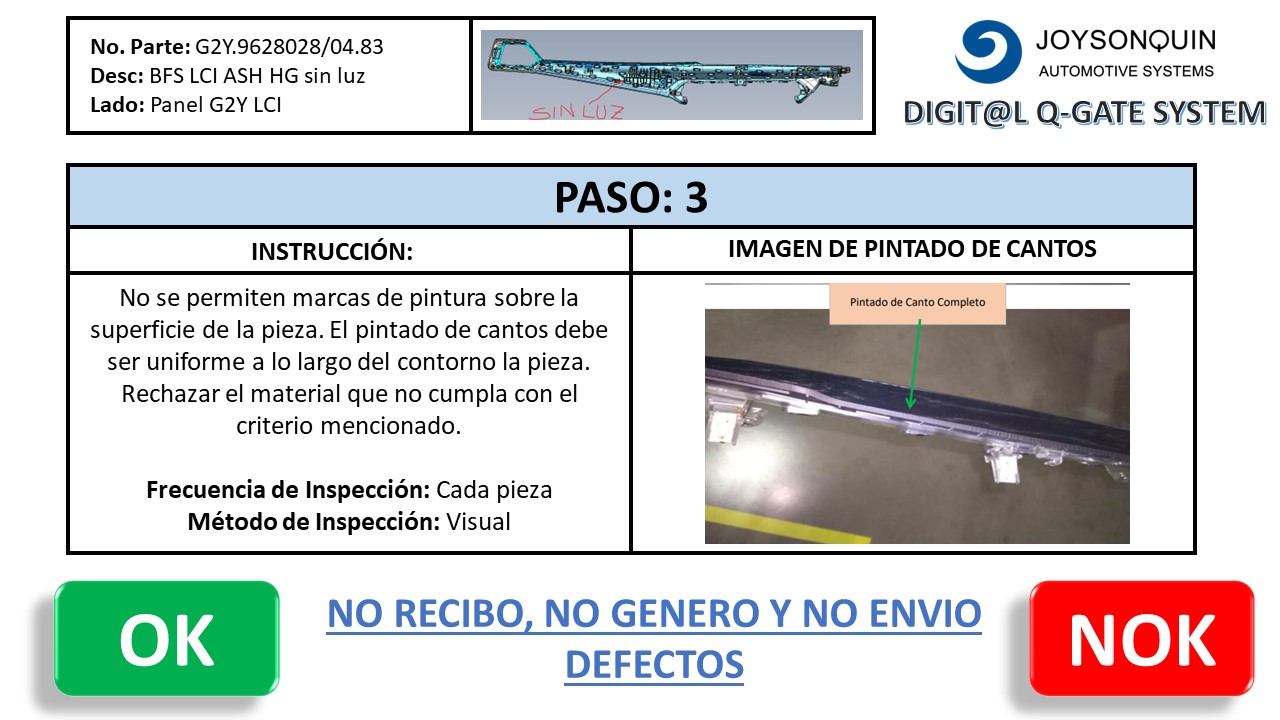 No. Parte: G2Y.9628028/04.83
Desc: BFS LCI ASH HG sin luz
Lado: Panel G2Y LCI
SIN LUZ
JOYSONQUIN
AUTOMOTIVE SYSTEMS
DIGIT@L Q-GATE SYSTEM
PASO: 3
INSTRUCCIÓN:
IMAGEN DE PINTADO DE CANTOS
No se permiten marcas de pintura sobre la
superficie de la pieza. El pintado de cantos debe
ser uniforme a lo largo del contorno la pieza.
Rechazar el material que no cumpla con el
criterio mencionado.
Frecuencia de Inspección: Cada pieza
Método de Inspección: Visual
Pintado de Canto Completo
OK
NO RECIBO, NO GENERO Y NO ENVIO
DEFECTOS
NOK